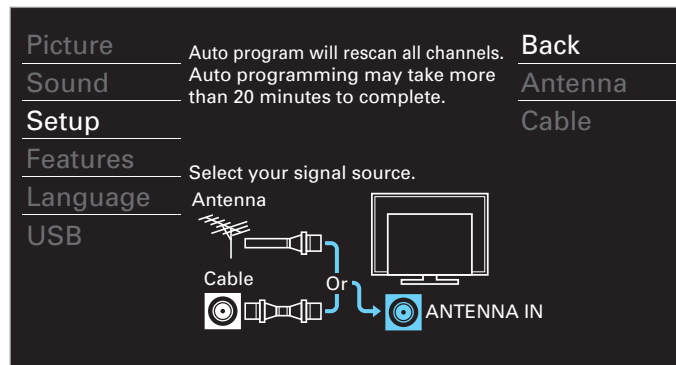 Picture
Sound
Setup
Features
Language
USB
Auto program will rescan all channels.
Auto programming may take more
than 20 minutes to complete.
Select your signal source.
Antenna
Cable
Or
ANTENNA IN
Back
Antenna
Cable